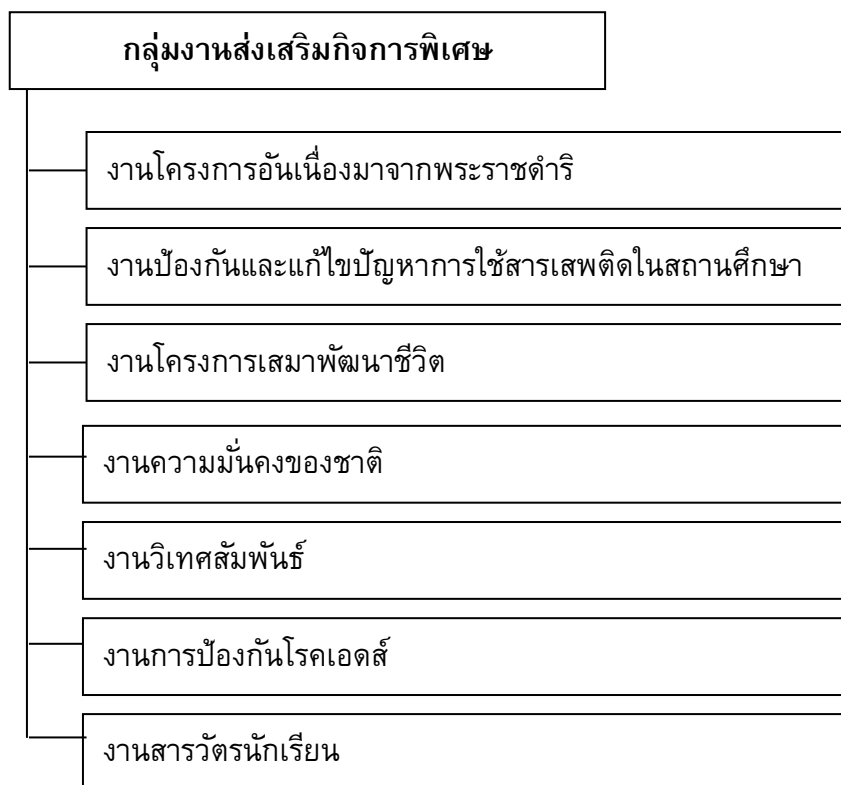 กลุ่มงานส่งเสริมกิจการพิเศษ
งานโครงการอันเนื่องมาจากพระราชดำริ
งานป้องกันและแก้ไขปัญหาการใช้สารเสพติดในสถานศึกษา
งานโครงการเสมาพัฒนาชีวิต
งานความมั่นคงของชาติ
งานวิเทศสัมพันธ์
งานการป้องกันโรคเอดส์
งานสารวัตรนักเรียน